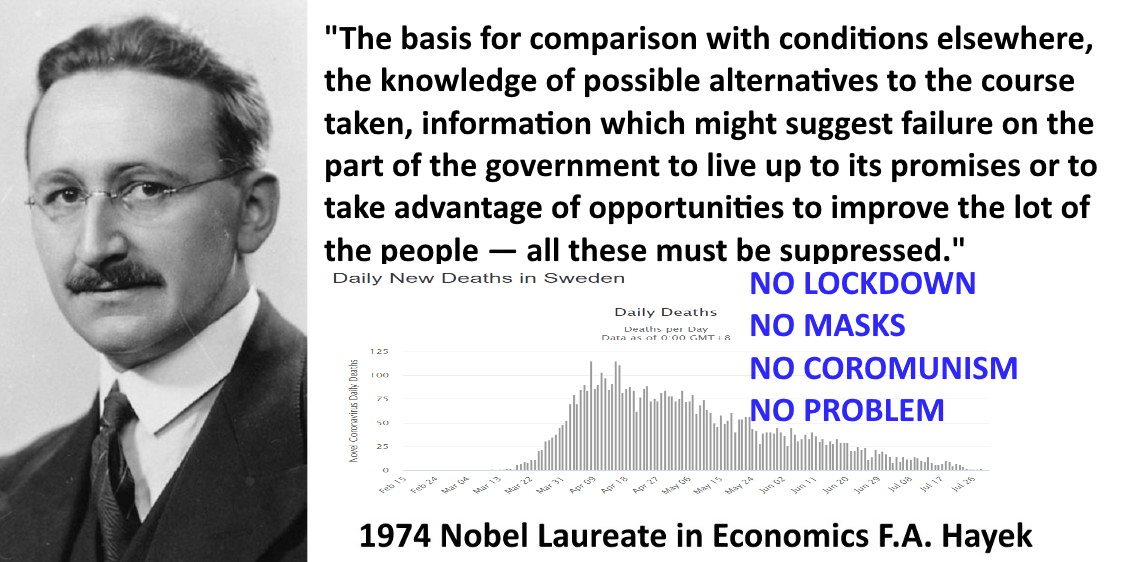 "The basis for comparison with conditions elsewhere,
the knowledge of possible alternatives to the course
taken, information which might suggest failure on the
part of the government to live up to its promises or to
take advantage of opportunities to improve the lot of
the people — all these must be suppressed."
Daily New Deaths in Sweden
NO LOCKDOWN
NO MASKS
NO COROMUNISM
NO PROBLEM
Daily Deaths
Deaths per Day
Data as of 0:00 GMT+8
Novel Coronavirus Daily Deaths
125
100
75
50
25
0
Feb 15
Feb 24
Mar 04
Mar 13
Mar 22
Mar 31
Apr 09
Apr 18
Apr 27
May 06
May 15
May 24
Jun 02
Jun 11
Jun 20
Jun 29
Jul 08
Jul 17
Jul 26
1974 Nobel Laureate in Economics F.A. Hayek